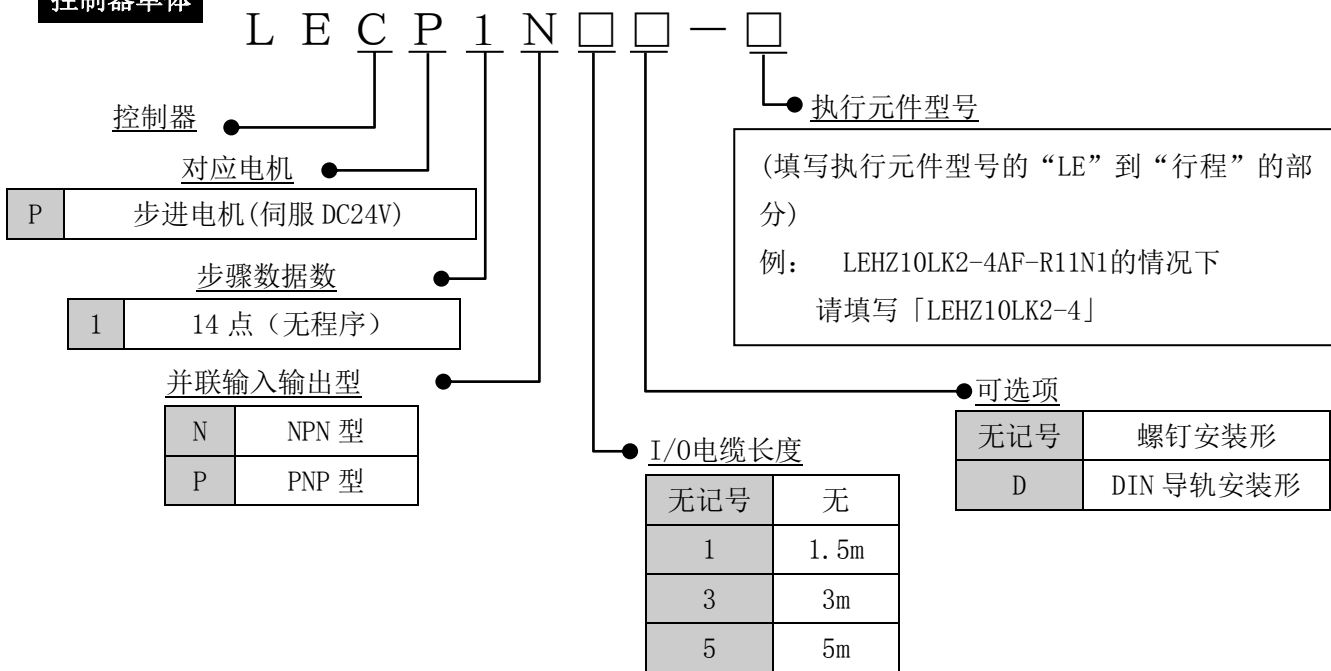 控制器单体
LECP1N□□-□
执行元件型号
控制器
(填写执行元件型号的“LE”到“行程”的部
分)
例： LEHZ10LK2-4AF-R11N1的情况下
请填写「LEHZ10LK2-4」
对应电机
P 步进电机(伺服 DC24V)
步骤数据数
1 14 点（无程序）
并联输入输出型
N NPN 型
P PNP 型
可选项
无记号 螺钉安装形
D DIN 导轨安装形
I/O电缆长度
无记号 无
1 1.5m
3 3m
5 5m